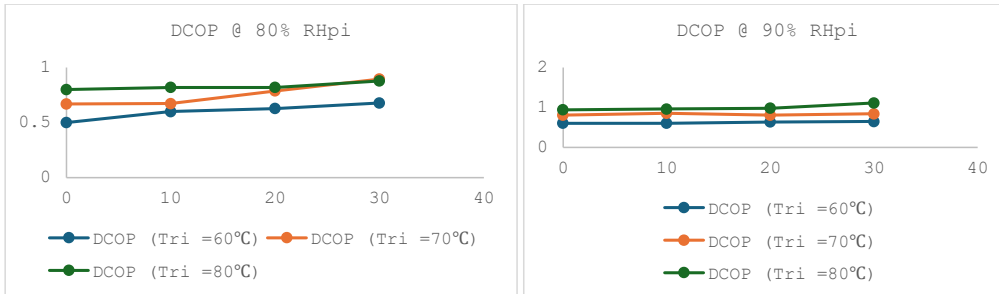 DCOP @ 80% RHpi
1
0.5
0
0 10 20 30 40
DCOP (Tri =60℃) DCOP (Tri =70℃)
DCOP (Tri =80℃)
DCOP @ 90% RHpi
2
1
0
0 10 20 30 40
DCOP (Tri =60℃)
DCOP (Tri =70℃)
DCOP (Tri =80℃)